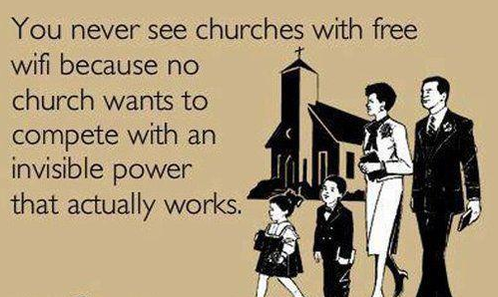 You never see churches with free
wifi because no
church wants to
compete with an
invisible power
that actually works.